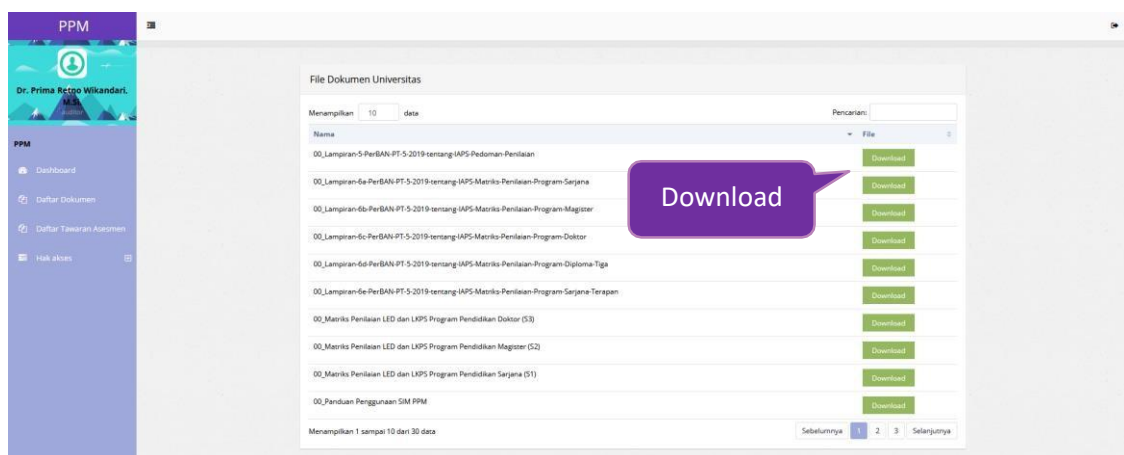 PPM
Dr. Prima Retno Wikandari,
M.Si.
auditor
PPM
Dashboard
Daftar Dokumen
Daftar Tawaran Asesmen
Hak akses
File Dokumen Universitas
Menampilkan 10 data
Pencarian:
Nama File
00_Lampiran-5-PerBAN-PT-5-2019-tentang-IAPS-Pedoman-Penilaian Download
00_Lampiran-6a-PerBAN-PT-5-2019-tentang-IAPS-Matriks-Penilaian-Program-Sarjana Download
Download
00_Lampiran-6b-PerBAN-PT-5-2019-tentang-IAPS-Matriks-Penilaian-Program-Magister Download
00_Lampiran-6c-PerBAN-PT-5-2019-tentang-IAPS-Matriks-Penilaian-Program-Doktor Download
00_Lampiran-6d-PerBAN-PT-5-2019-tentang-IAPS-Matriks-Penilaian-Program-Diploma-Tiga Download
00_Lampiran-6e-PerBAN-PT-5-2019-tentang-IAPS-Matriks-Penilaian-Program-Sarjana-Terapan Download
00_Matriks Penilaian LED dan LKPS Program Pendidikan Doktor (S3) Download
00_Matriks Penilaian LED dan LKPS Program Pendidikan Magister (S2) Download
00_Matriks Penilaian LED dan LKPS Program Pendidikan Sarjana (S1) Download
00_Panduan Penggunaan SIM PPM Download
Menampilkan 1 sampai 10 dari 30 data
Sebelumnya 1 2 3 Selanjutnya